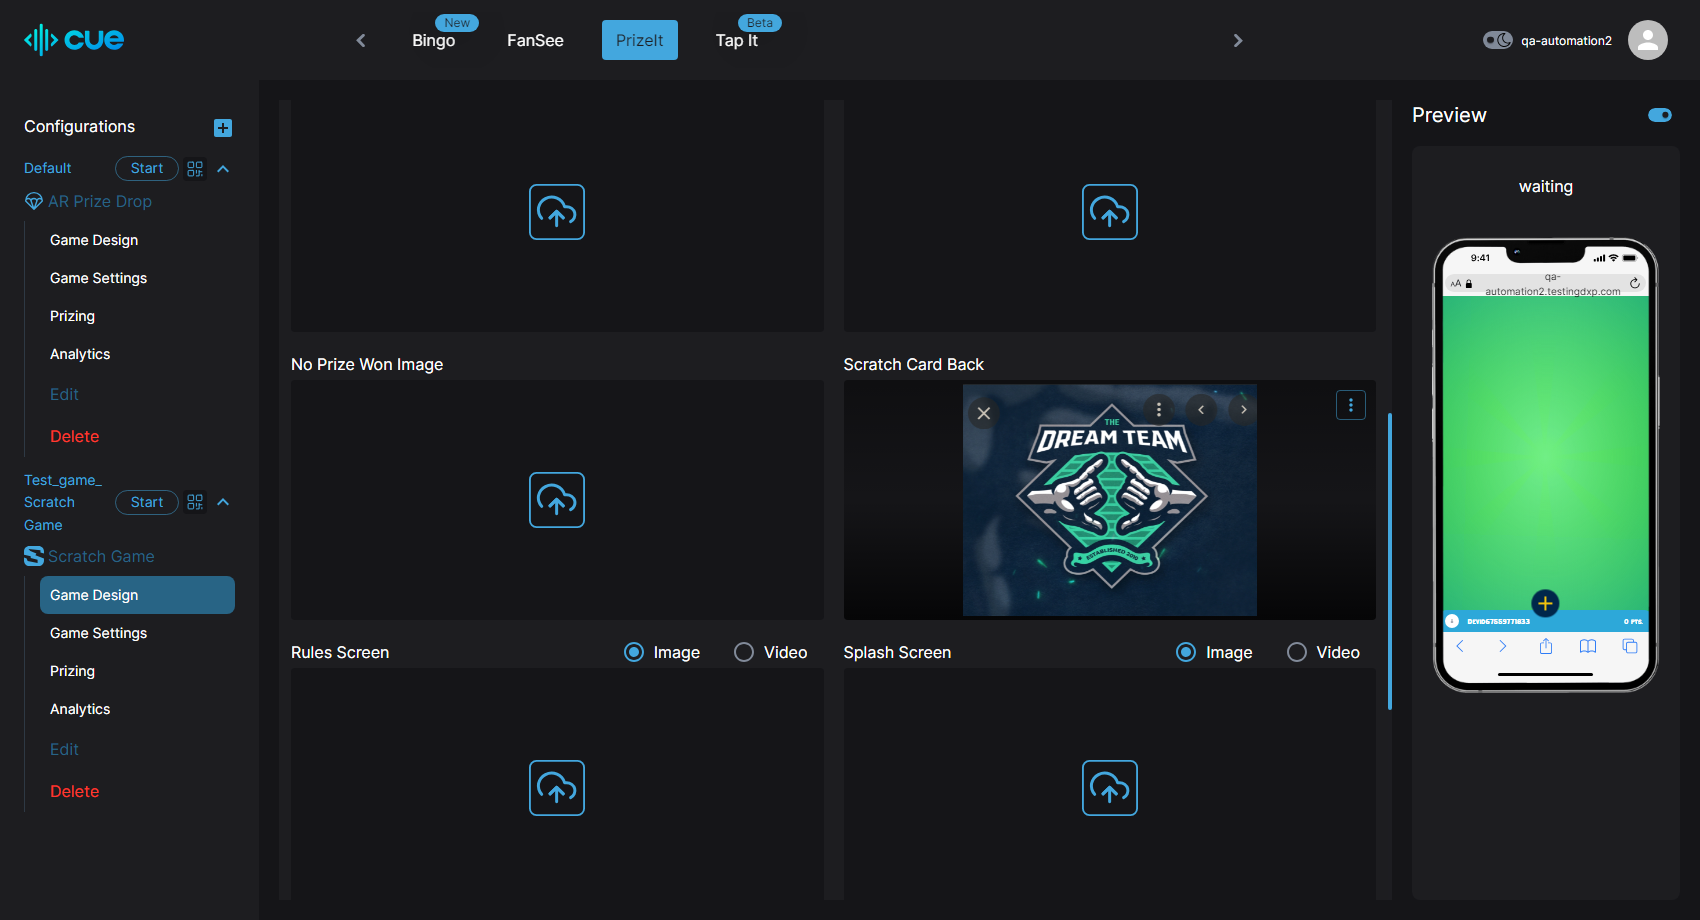 cue
New
Bingo
FanSee
PrizeIt
Beta
Tap It
qa-automation2
Configurations
Default
Start
AR Prize Drop
Game Design
Game Settings
Prizing
Analytics
Edit
Delete
Test_game_
Scratch
Game
Start
Scratch Game
Game Design
Game Settings
Prizing
Analytics
Edit
Delete
No Prize Won Image
Scratch Card Back
THE
DREAM TEAM
ESTABLISHED 2019
Rules Screen
Image
Video
Splash Screen
Image
Video
Preview
waiting
9:41
AA
qa-
automation2.testingdxp.com
0 PTS.